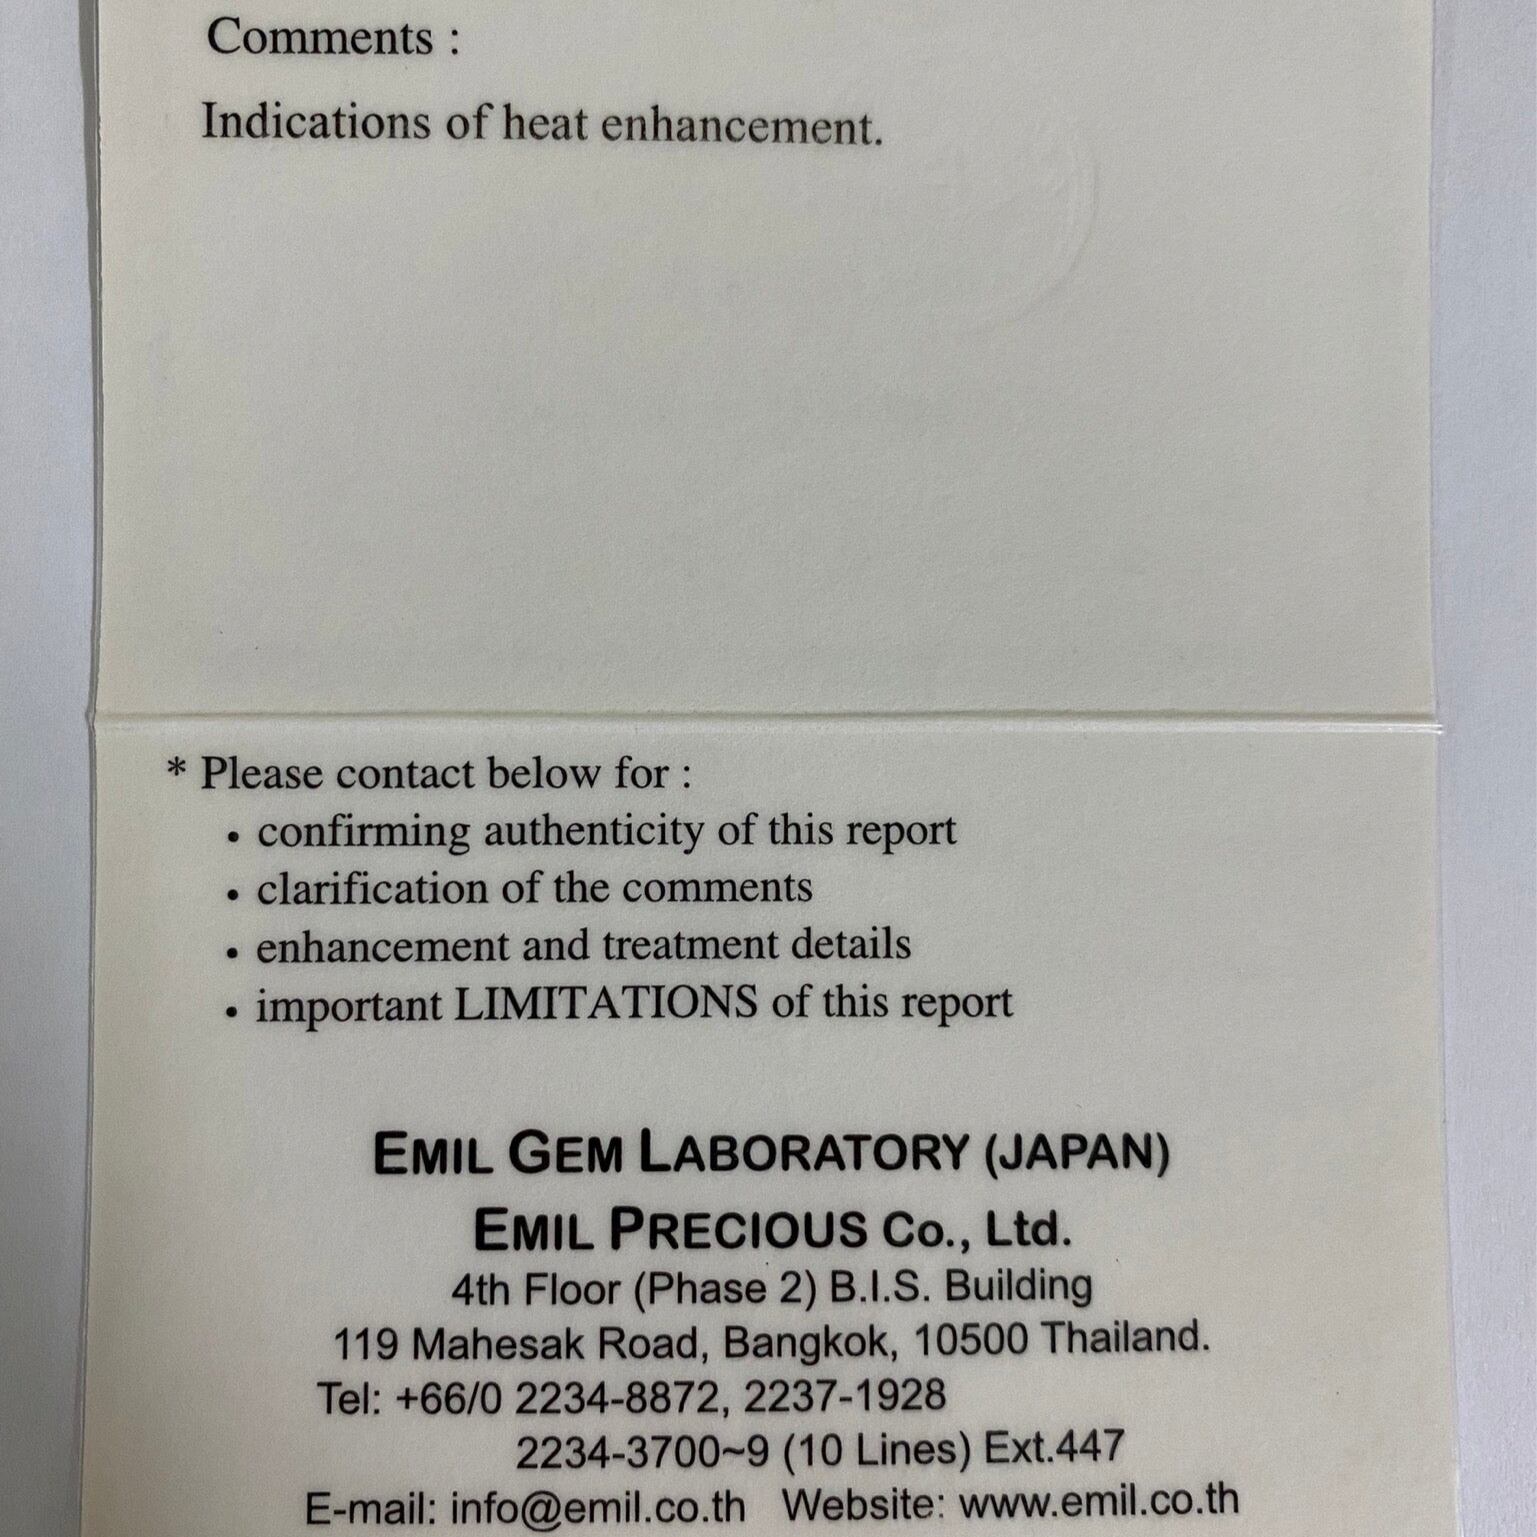 Comments :
Indications of heat enhancement.
* Please contact below for :
• confirming authenticity of this report
• clarification of the comments
• enhancement and treatment details
• important LIMITATIONS of this report
EMIL GEM LABORATORY (JAPAN)
EMIL PRECIOUS Co., Ltd.
4th Floor (Phase 2) B.I.S. Building
119 Mahesak Road, Bangkok, 10500 Thailand.
Tel: +66/0 2234-8872, 2237-1928
2234-3700~9 (10 Lines) Ext.447
E-mail: info@emil.co.th Website: www.emil.co.th